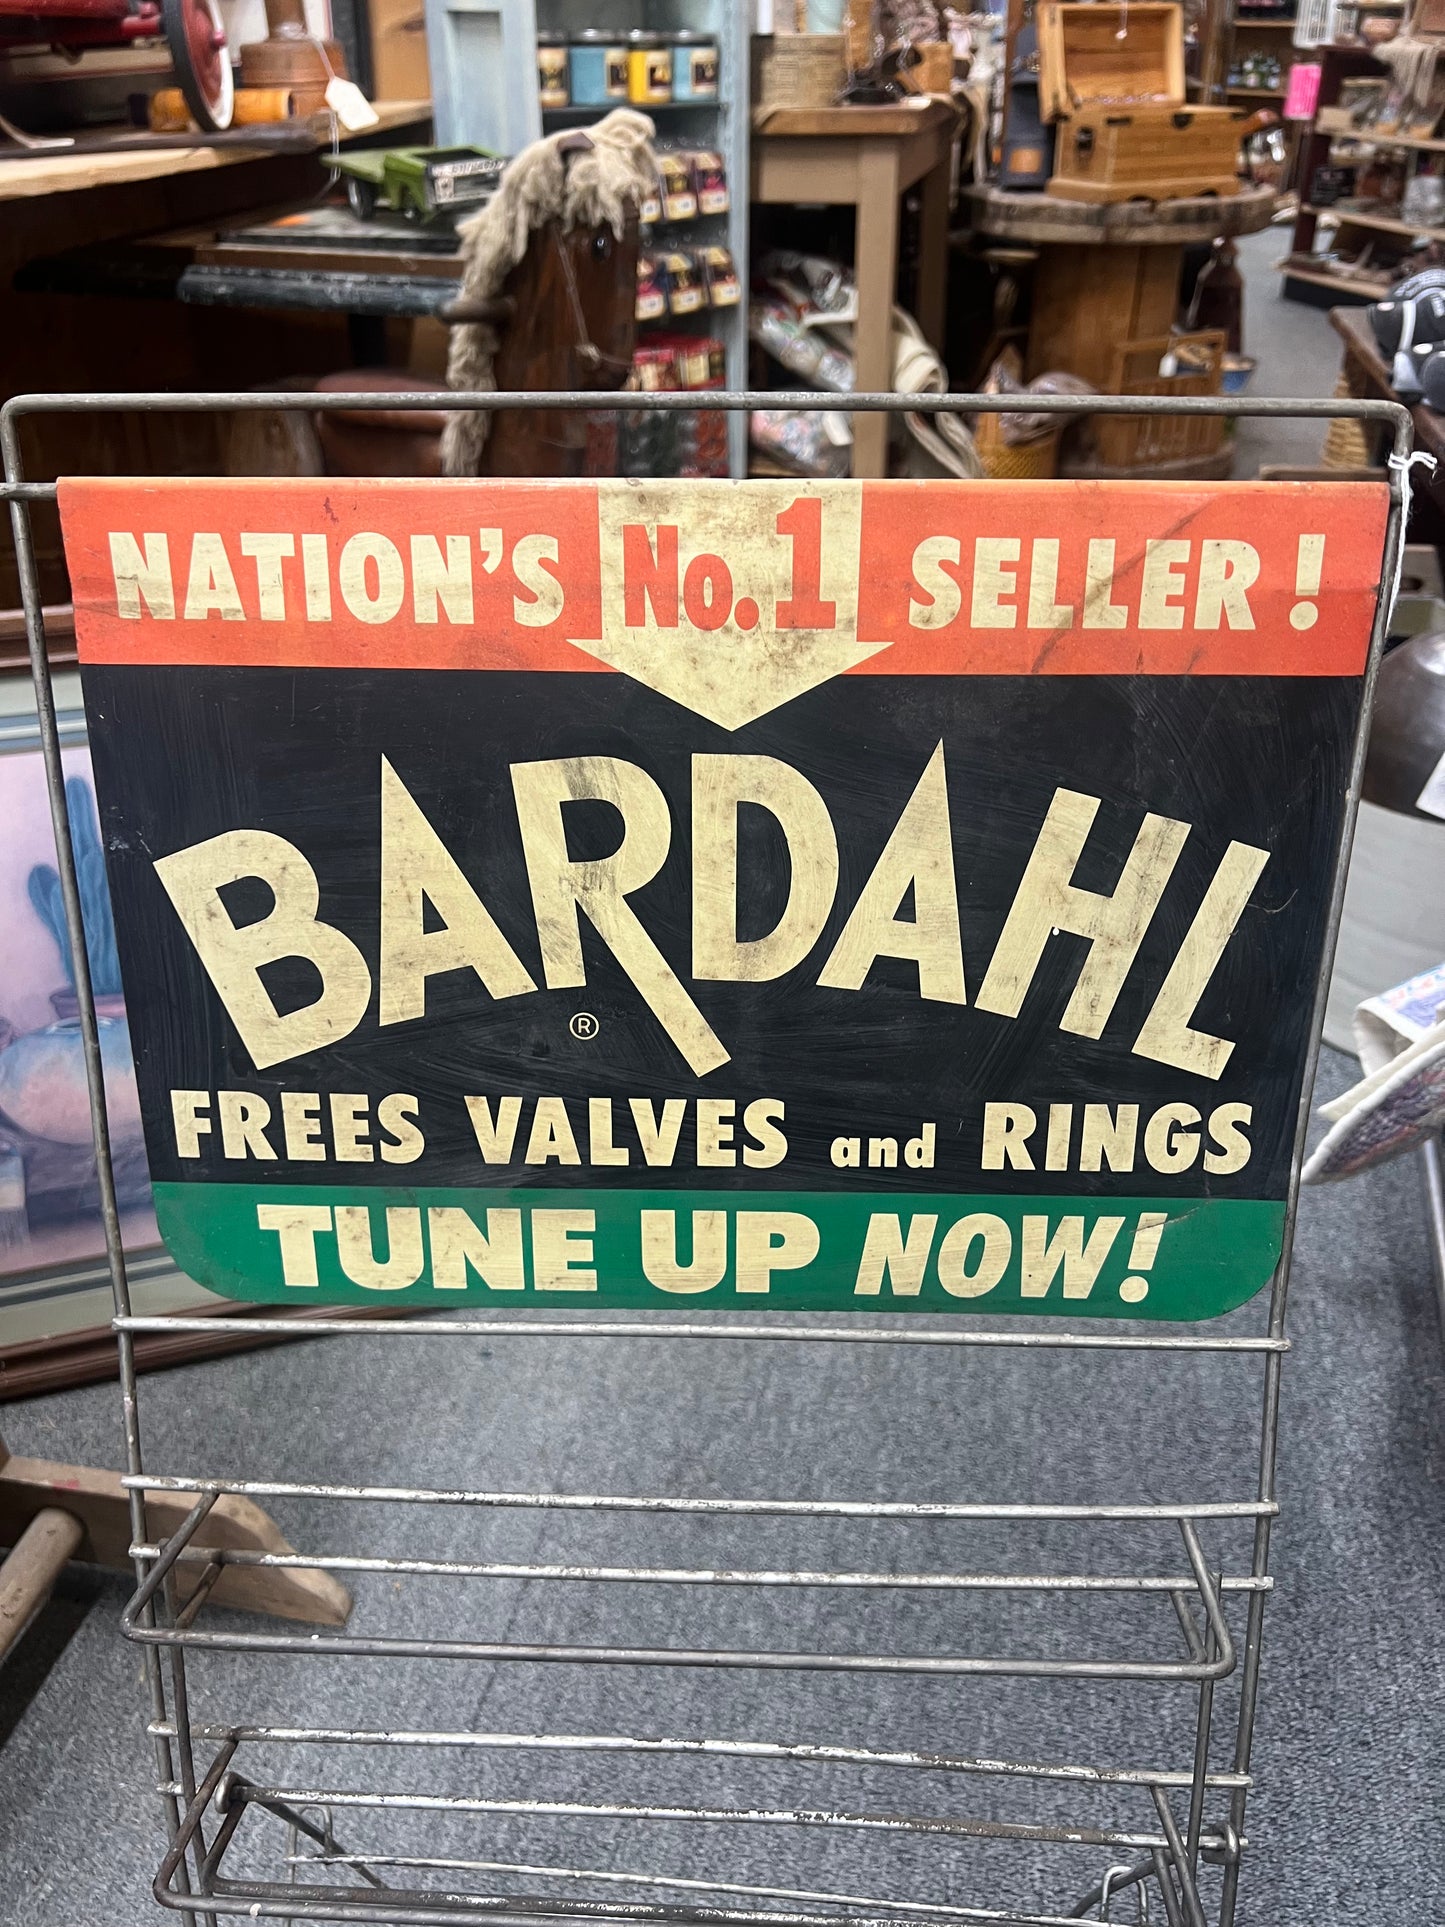 NATION'S No. 1 SELLER!
BARDAHL
®
FREES VALVES and RINGS
TUNE UP NOW!